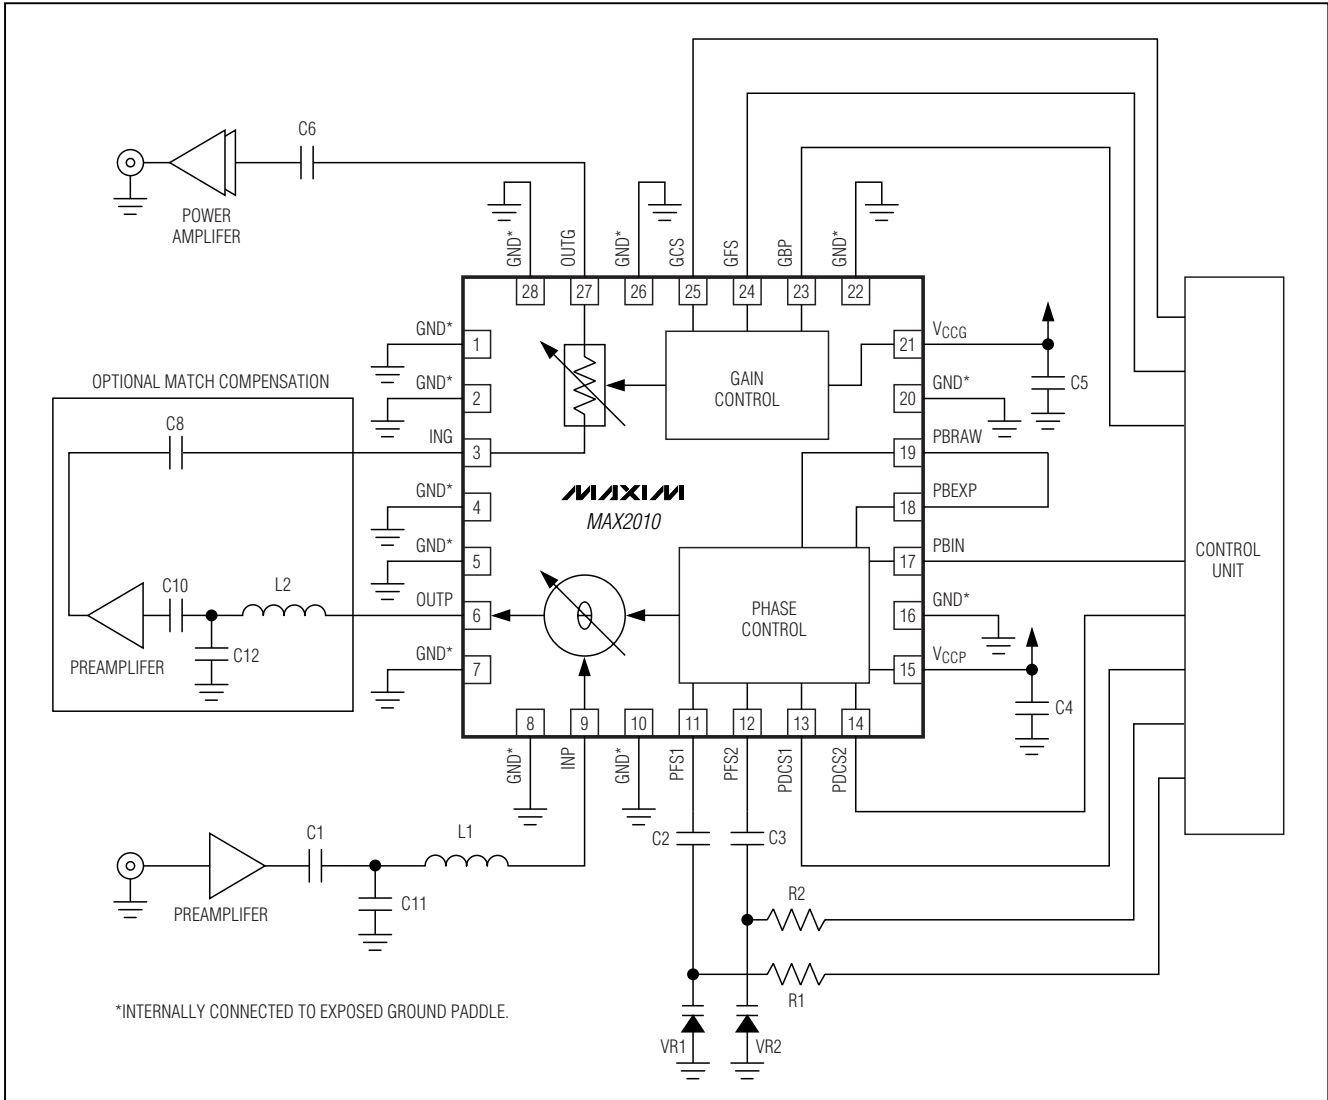 C6
POWER
AMPLIFER
GND*
OUTG
GND*
GCS
GFS
GBP
GND*
28
27
26
25
24
23
22
GND*
1
21
VCCG
C5
GAIN
CONTROL
OPTIONAL MATCH COMPENSATION
GND*
2
20
GND*
C8
ING
3
19
PBRAW
MAXIM
MAX2010
GND*
4
18
PBEXP
GND*
5
17
PBIN
CONTROL
UNIT
C10
L2
OUTP
6
PHASE
CONTROL
16
GND*
PREAMPLIFER
C12
GND*
7
15
VCCP
C4
8
9
10
11
12
13
14
GND*
INP
GND*
PFS1
PFS2
PDCS1
PDCS2
C1
L1
C2
C3
PREAMPLIFER
C11
R2
R1
*INTERNALLY CONNECTED TO EXPOSED GROUND PADDLE.
VR1
VR2